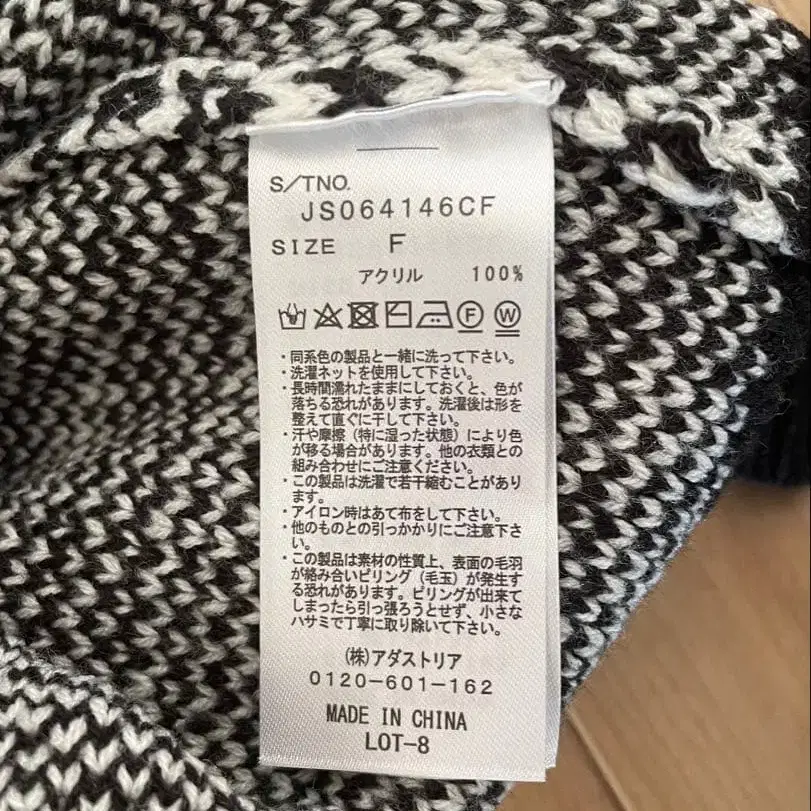 S/TNO.
JS064146CF
SIZE F
アクリル 100%
F W
・同系色の製品と一緒に洗って下さい。
・洗濯ネットを使用して下さい。
・長時間濡れたままにしておくと、色が
落ちる恐れがあります。洗濯後は形を
整えて直ぐに干して下さい。
・汗や摩擦（特に湿った状態）により色
が移る場合があります。他の衣類との
組み合わせにご注意ください。
・この製品は洗濯で若干縮むことがあり
ます。
・アイロン時はあて布をして下さい。
・他のものとの引っかかりにご注意下さ
い。
・この製品は素材の性質上、表面の毛羽
が絡み合いピリング（毛玉）が発生す
る恐れがあります。ピリングが出来て
しまったら引っ張ろうとせず、小さな
ハサミで丁寧に取り除いて下さい。
（株）アダストリア
0120-601-162
MADE IN CHINA
LOT-8